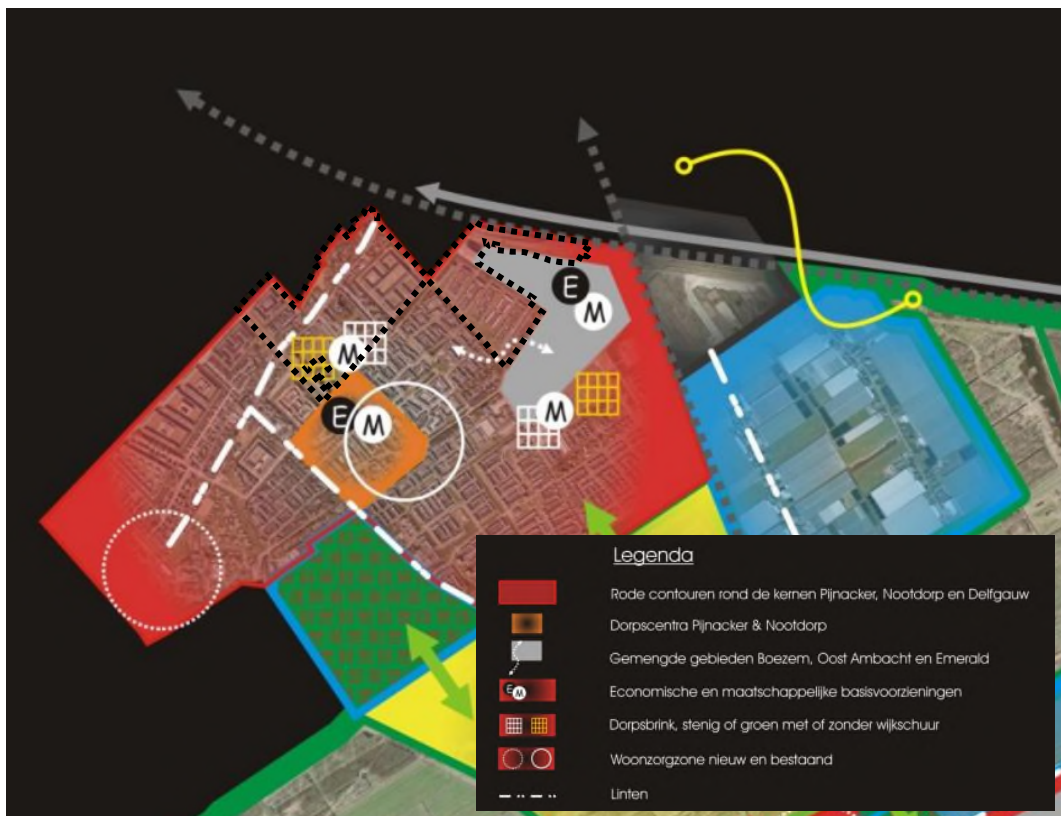 E
M
M
E
M
M
Legenda
Rode contouren rond de kernen Pijnacker, Nootdorp en Delfgauw
Dorpscentra Pijnacker & Nootdorp
Gemengde gebieden Boezem, Oost Ambacht en Emerald
E M Economische en maatschappelijke basisvoorzieningen
Dorpsbrink, stenig of groen met of zonder wijkschuur
Woonzorgzone nieuw en bestaand
Linten